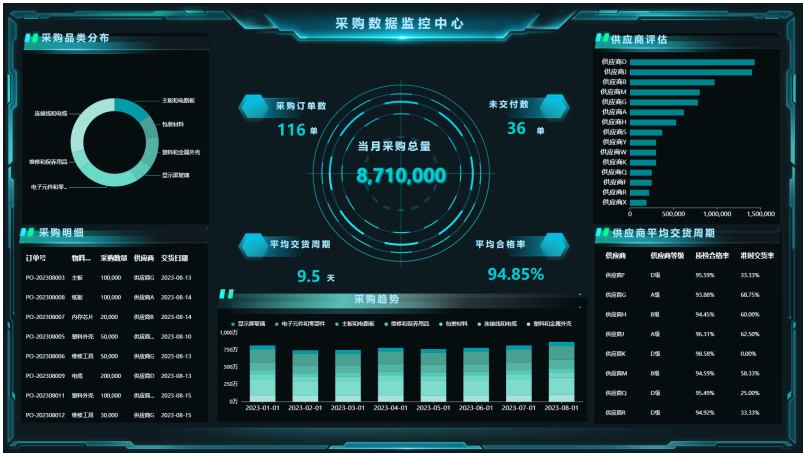 采购数据监控中心
采购品类分布
主板和电路板
包装材料
塑料和金属外壳
显示屏玻璃
电子元件和零...
维修和保养用品
连接线和电缆
采购订单数
116 单
未交付数
36 单
当月采购总量
8,710,000
平均交货周期
9.5 天
平均合格率
94.85%
供应商评估
供应商D
供应商J
供应商B
供应商M
供应商G
供应商A
供应商H
供应商S
供应商Y
供应商W
供应商K
供应商Q
供应商F
供应商R
供应商X
0 500,000 1,000,000 1,500,000
采购明细
订单号 物料... 采购数量 供应商 交货日期
PO-202308003 主板 100,000 供应商G 2023-08-13
PO-202308008 纸板 100,000 供应商A 2023-08-14
PO-202308007 内存芯片 20,000 供应商B 2023-08-14
PO-202308005 塑料外壳 50,000 供应商... 2023-08-10
PO-202308006 维修工具 50,000 供应商G 2023-08-13
PO-202308009 电缆 200,000 供应商D 2023-08-13
PO-202308011 塑料外壳 100,000 供应商... 2023-08-15
PO-202308012 维修工具 30,000 供应商G 2023-08-15
采购趋势
显示屏玻璃 电子元件和零部件 主板和电路板 维修和保养用品 包装材料 连接线和电缆 塑料和金属外壳
1,000万
750万
500万
250万
0万
2023-01-01 2023-02-01 2023-03-01 2023-04-01 2023-05-01 2023-06-01 2023-07-01 2023-08-01
供应商平均交货周期
供应商 供应商等级 质检合格率 准时交货率
供应商F D级 95.59% 33.33%
供应商G A级 93.88% 68.75%
供应商H B级 94.45% 60.00%
供应商J A级 96.31% 62.50%
供应商K D级 98.58% 0.00%
供应商M B级 94.59% 58.33%
供应商Q D级 95.49% 25.00%
供应商R D级 94.92% 33.33%